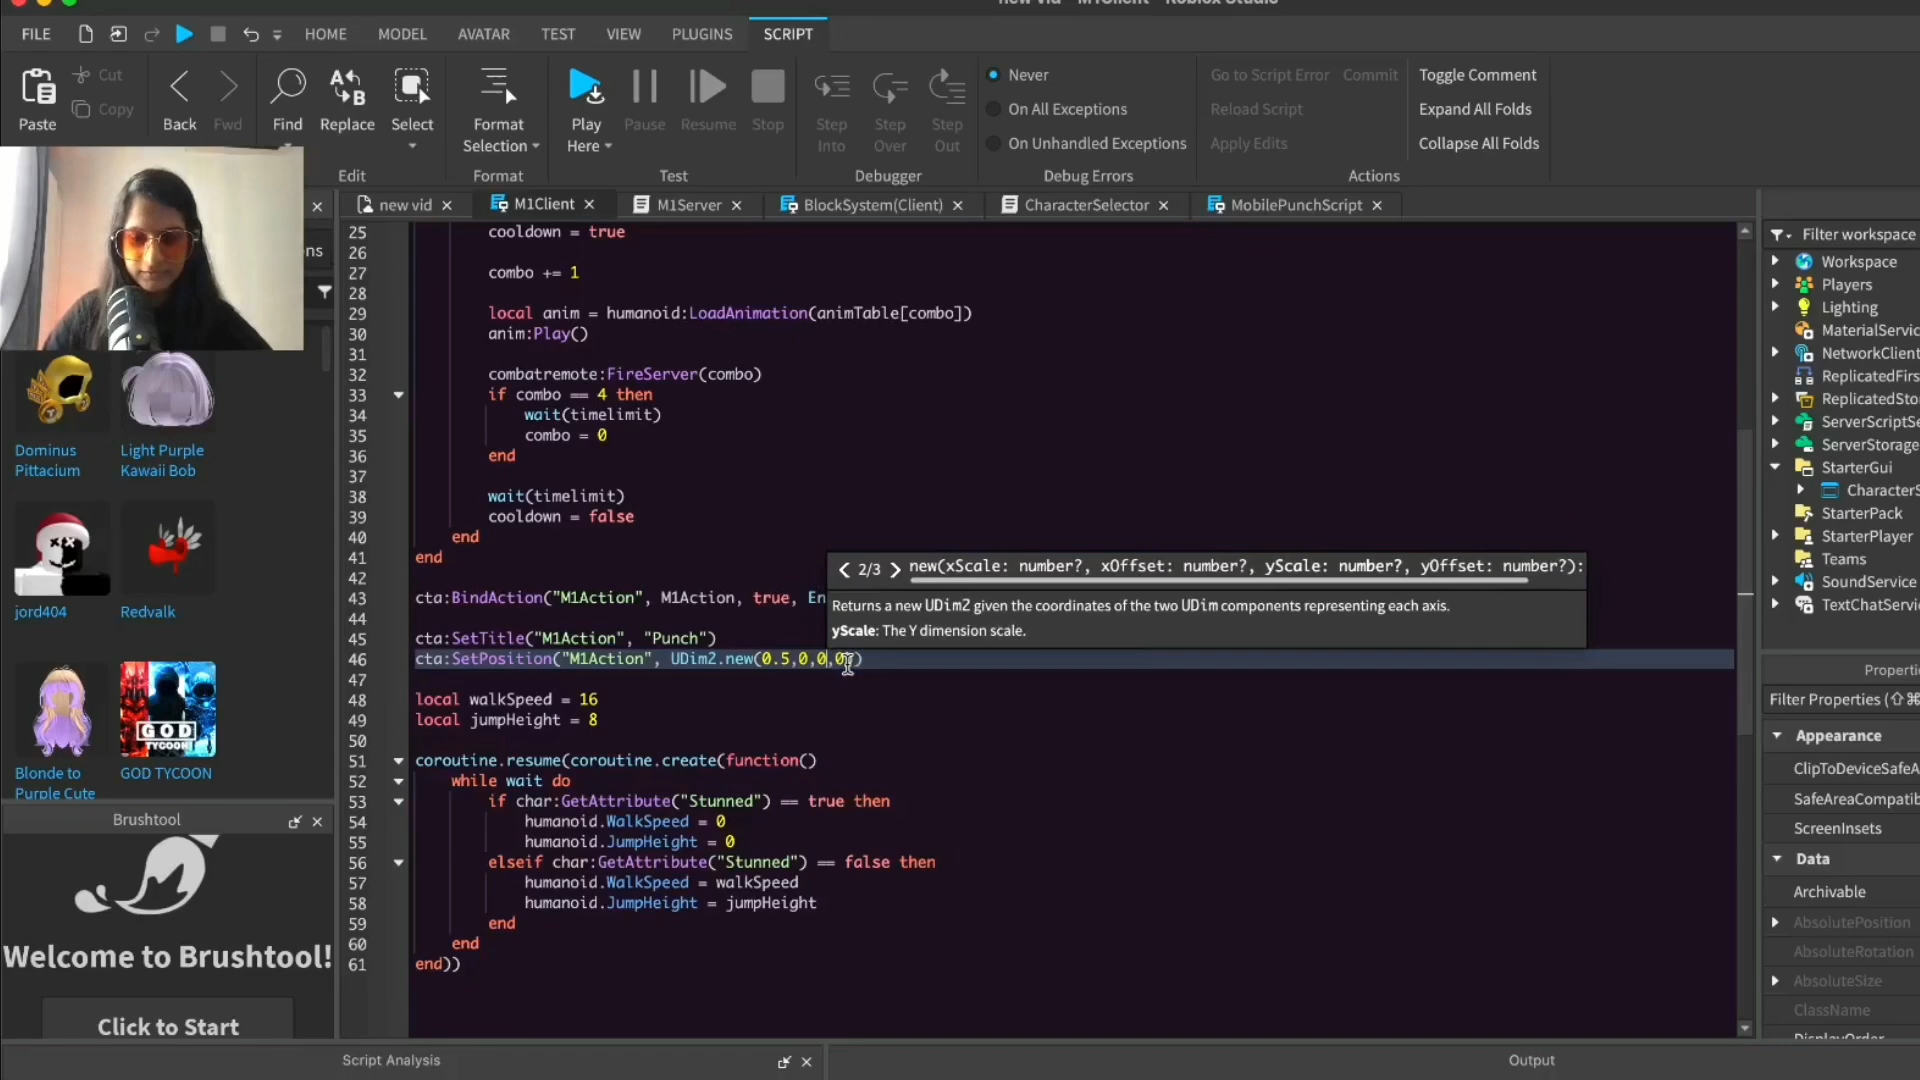 FILE
HOME
MODEL
AVATAR
TEST
VIEW
PLUGINS
SCRIPT
Paste
Cut
Copy
Back
Fwd
Find
Replace
Select
Format
Selection
Play
Here
Pause
Resume
Stop
Step
Into
Step
Over
Step
Out
Never
On All Exceptions
On Unhandled Exceptions
Go to Script Error
Commit
Reload Script
Apply Edits
Toggle Comment
Expand All Folds
Collapse All Folds
Edit
Format
Test
Debugger
Debug Errors
Actions
new vid
M1Client
M1Server
BlockSystem(Client)
CharacterSelector
MobilePunchScript
25 cooldown = true
26
27 combo += 1
28
29 local anim = humanoid:LoadAnimation(animTable[combo])
30 anim:Play()
31
32 combatremote:FireServer(combo)
33 if combo == 4 then
34 wait(timelimit)
35 combo = 0
36 end
37
38 wait(timelimit)
39 cooldown = false
40 end
41 end
42
43 cta:BindAction("M1Action", M1Action, true, En
44
45 cta:SetTitle("M1Action", "Punch")
46 cta:SetPosition("M1Action", UDim2.new(0.5,0,0,0))
47
48 local walkSpeed = 16
49 local jumpHeight = 8
50
51 coroutine.resume(coroutine.create(function()
52 while wait do
53 if char:GetAttribute("Stunned") == true then
54 humanoid.WalkSpeed = 0
55 humanoid.JumpHeight = 0
56 elseif char:GetAttribute("Stunned") == false then
57 humanoid.WalkSpeed = walkSpeed
58 humanoid.JumpHeight = jumpHeight
59 end
60 end
61 end))
2/3 new(xScale: number?, xOffset: number?, yScale: number?, yOffset: number?):
Returns a new UDim2 given the coordinates of the two UDim components representing each axis.
yScale: The Y dimension scale.
ns
Dominus
Pittacium
Light Purple
Kawaii Bob
jord404
Redvalk
GOD
TYCOON
Blonde to
Purple Cute
GOD TYCOON
Brushtool
Welcome to Brushtool!
Click to Start
Filter workspace
Workspace
Players
Lighting
MaterialServic
NetworkClient
ReplicatedFirs
ReplicatedSto
ServerScriptSe
ServerStorage
StarterGui
CharacterS
StarterPack
StarterPlayer
Teams
SoundService
TextChatServi
Properti
Filter Properties (⇧⌘
Appearance
ClipToDeviceSafeA
SafeAreaCompatib
ScreenInsets
Data
Archivable
AbsolutePosition
AbsoluteRotation
AbsoluteSize
ClassName
DisplayOrder
Script Analysis
Output